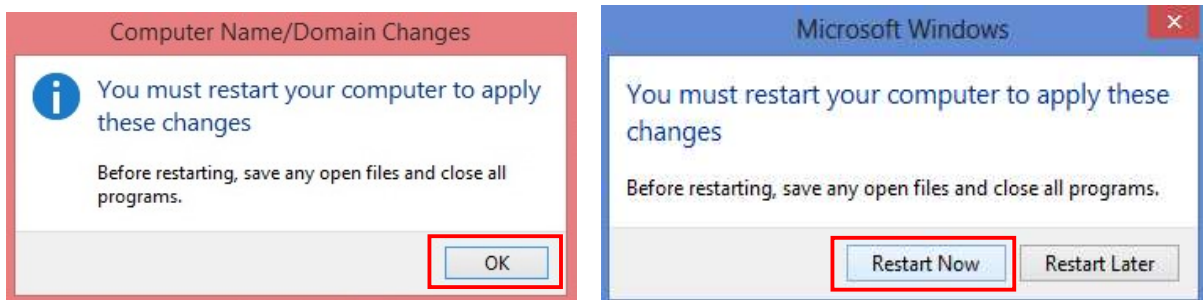 Computer Name/Domain Changes
You must restart your computer to apply
these changes
Before restarting, save any open files and close all
programs.
OK
Microsoft Windows
You must restart your computer to apply these
changes
Before restarting, save any open files and close all programs.
Restart Now
Restart Later